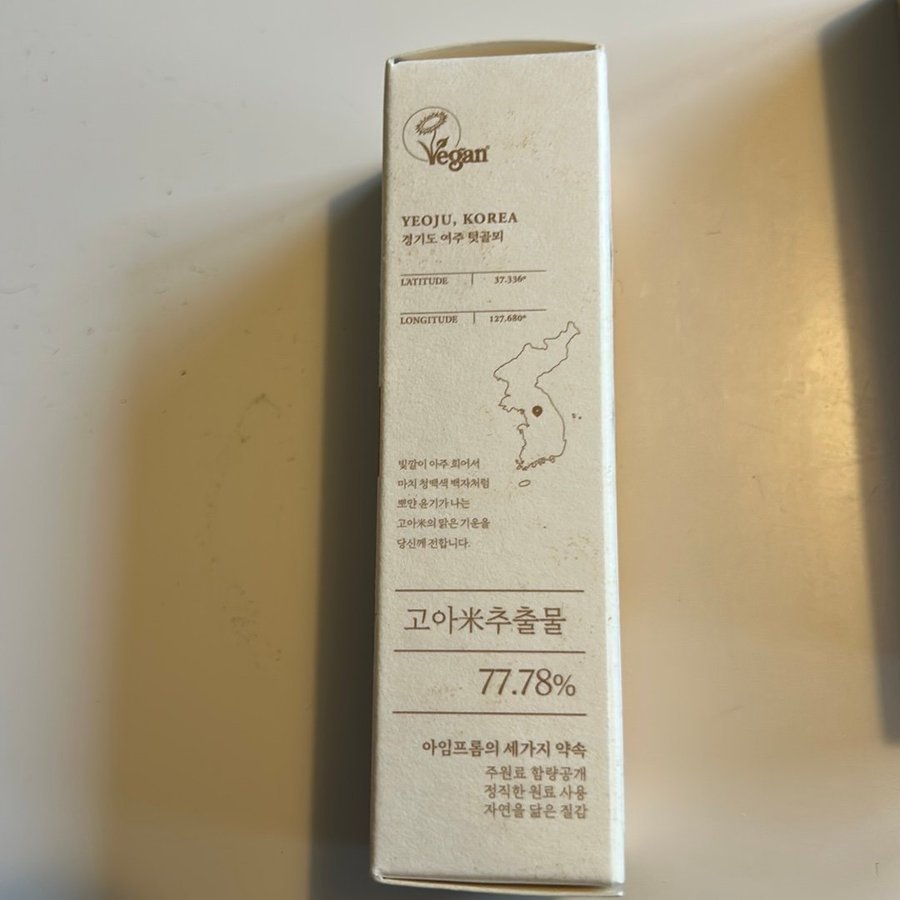 Vegan
YEOJU, KOREA
경기도 여주 텃골뫼
LATITUDE | 37.336°
LONGITUDE | 127.680°
빛깔이 아주 희어서
마치 청백색 백자처럼
뽀얀 윤기가 나는
고아米의 맑은 기운을
당신께 전합니다.
고아米추출물
77.78%
아임프롬의 세가지 약속
주원료 함량공개
정직한 원료 사용
자연을 닮은 질감